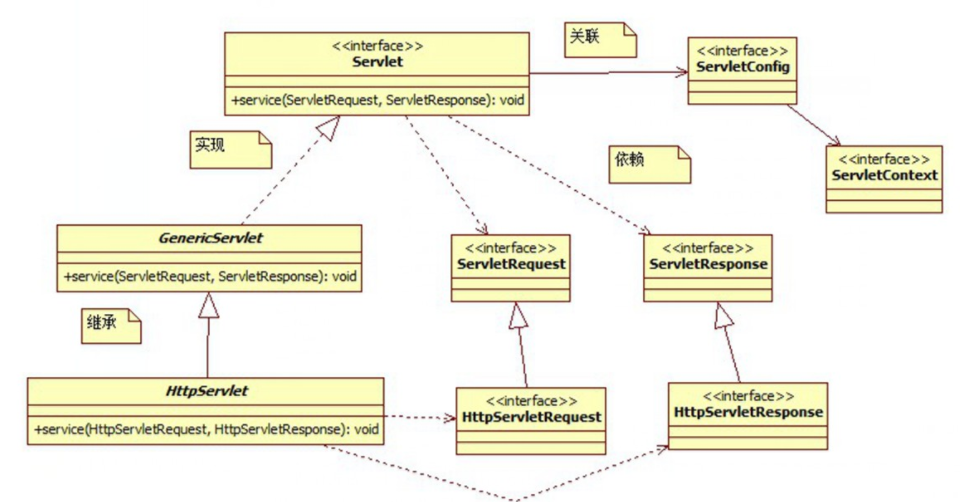 关联
<<interface>>
Servlet
+service(ServletRequest, ServletResponse): void
<<interface>>
ServletConfig
实现
依赖
<<interface>>
ServletContext
GenericServlet
+service(ServletRequest, ServletResponse): void
<<interface>>
ServletRequest
<<interface>>
ServletResponse
继承
HttpServlet
+service(HttpServletRequest, HttpServletResponse): void
<<interface>>
HttpServletRequest
<<interface>>
HttpServletResponse